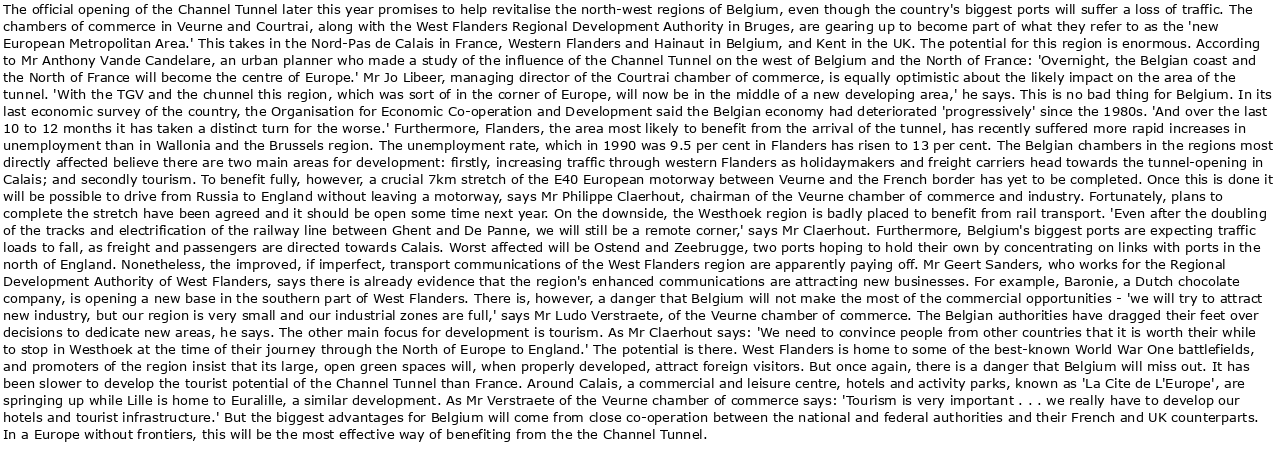 The official opening of the Channel Tunnel later this year promises to help revitalise the north-west regions of Belgium, even though the country's biggest ports will suffer a loss of traffic. The
chambers of commerce in Veurne and Courtrai, along with the West Flanders Regional Development Authority in Bruges, are gearing up to become part of what they refer to as the 'new
European Metropolitan Area.' This takes in the Nord-Pas de Calais in France, Western Flanders and Hainaut in Belgium, and Kent in the UK. The potential for this region is enormous. According
to Mr Anthony Vande Candelare, an urban planner who made a study of the influence of the Channel Tunnel on the west of Belgium and the North of France: 'Overnight, the Belgian coast and
the North of France will become the centre of Europe.' Mr Jo Libeer, managing director of the Courtrai chamber of commerce, is equally optimistic about the likely impact on the area of the
tunnel. 'With the TGV and the chunnel this region, which was sort of in the corner of Europe, will now be in the middle of a new developing area,' he says. This is no bad thing for Belgium. In its
last economic survey of the country, the Organisation for Economic Co-operation and Development said the Belgian economy had deteriorated 'progressively' since the 1980s. 'And over the last
10 to 12 months it has taken a distinct turn for the worse.' Furthermore, Flanders, the area most likely to benefit from the arrival of the tunnel, has recently suffered more rapid increases in
unemployment than in Wallonia and the Brussels region. The unemployment rate, which in 1990 was 9.5 per cent in Flanders has risen to 13 per cent. The Belgian chambers in the regions most
directly affected believe there are two main areas for development: firstly, increasing traffic through western Flanders as holidaymakers and freight carriers head towards the tunnel-opening in
Calais; and secondly tourism. To benefit fully, however, a crucial 7km stretch of the E40 European motorway between Veurne and the French border has yet to be completed. Once this is done it
will be possible to drive from Russia to England without leaving a motorway, says Mr Philippe Claerhout, chairman of the Veurne chamber of commerce and industry. Fortunately, plans to
complete the stretch have been agreed and it should be open some time next year. On the downside, the Westhoek region is badly placed to benefit from rail transport. 'Even after the doubling
of the tracks and electrification of the railway line between Ghent and De Panne, we will still be a remote corner,' says Mr Claerhout. Furthermore, Belgium's biggest ports are expecting traffic
loads to fall, as freight and passengers are directed towards Calais. Worst affected will be Ostend and Zeebrugge, two ports hoping to hold their own by concentrating on links with ports in the
north of England. Nonetheless, the improved, if imperfect, transport communications of the West Flanders region are apparently paying off. Mr Geert Sanders, who works for the Regional
Development Authority of West Flanders, says there is already evidence that the region's enhanced communications are attracting new businesses. For example, Baronie, a Dutch chocolate
company, is opening a new base in the southern part of West Flanders. There is, however, a danger that Belgium will not make the most of the commercial opportunities - 'we will try to attract
new industry, but our region is very small and our industrial zones are full,' says Mr Ludo Verstraete, of the Veurne chamber of commerce. The Belgian authorities have dragged their feet over
decisions to dedicate new areas, he says. The other main focus for development is tourism. As Mr Claerhout says: 'We need to convince people from other countries that it is worth their while
to stop in Westhoek at the time of their journey through the North of Europe to England.' The potential is there. West Flanders is home to some of the best-known World War One battlefields,
and promoters of the region insist that its large, open green spaces will, when properly developed, attract foreign visitors. But once again, there is a danger that Belgium will miss out. It has
been slower to develop the tourist potential of the Channel Tunnel than France. Around Calais, a commercial and leisure centre, hotels and activity parks, known as 'La Cite de L'Europe', are
springing up while Lille is home to Euralille, a similar development. As Mr Verstraete of the Veurne chamber of commerce says: 'Tourism is very important . . . we really have to develop our
hotels and tourist infrastructure.' But the biggest advantages for Belgium will come from close co-operation between the national and federal authorities and their French and UK counterparts.
In a Europe without frontiers, this will be the most effective way of benefiting from the the Channel Tunnel.